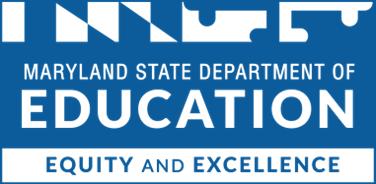 MARYLAND STATE DEPARTMENT OF
EDUCATION
EQUITY AND EXCELLENCE